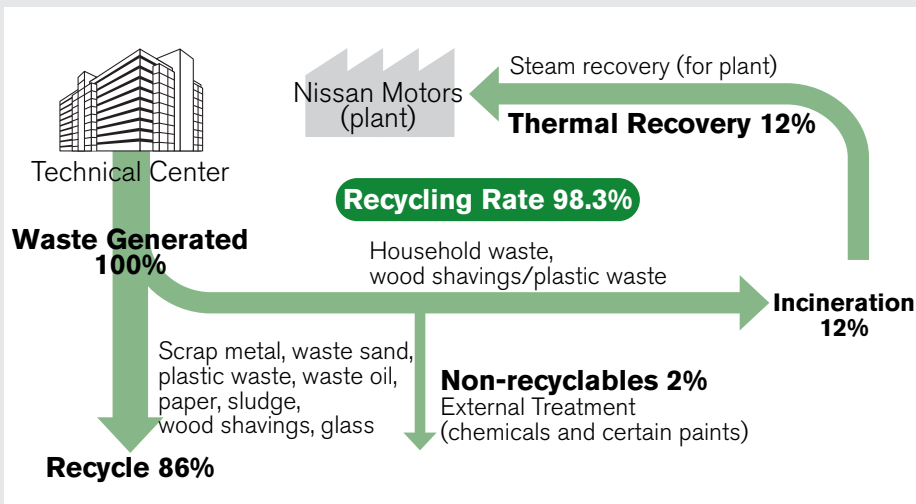 Steam recovery (for plant)
Nissan Motors
(plant)
Thermal Recovery 12%
Technical Center
Recycling Rate 98.3%
Waste Generated
100%
Household waste,
wood shavings/plastic waste
Incineration
12%
Scrap metal, waste sand,
plastic waste, waste oil,
paper, sludge,
wood shavings, glass
Non-recyclables 2%
External Treatment
(chemicals and certain paints)
Recycle 86%